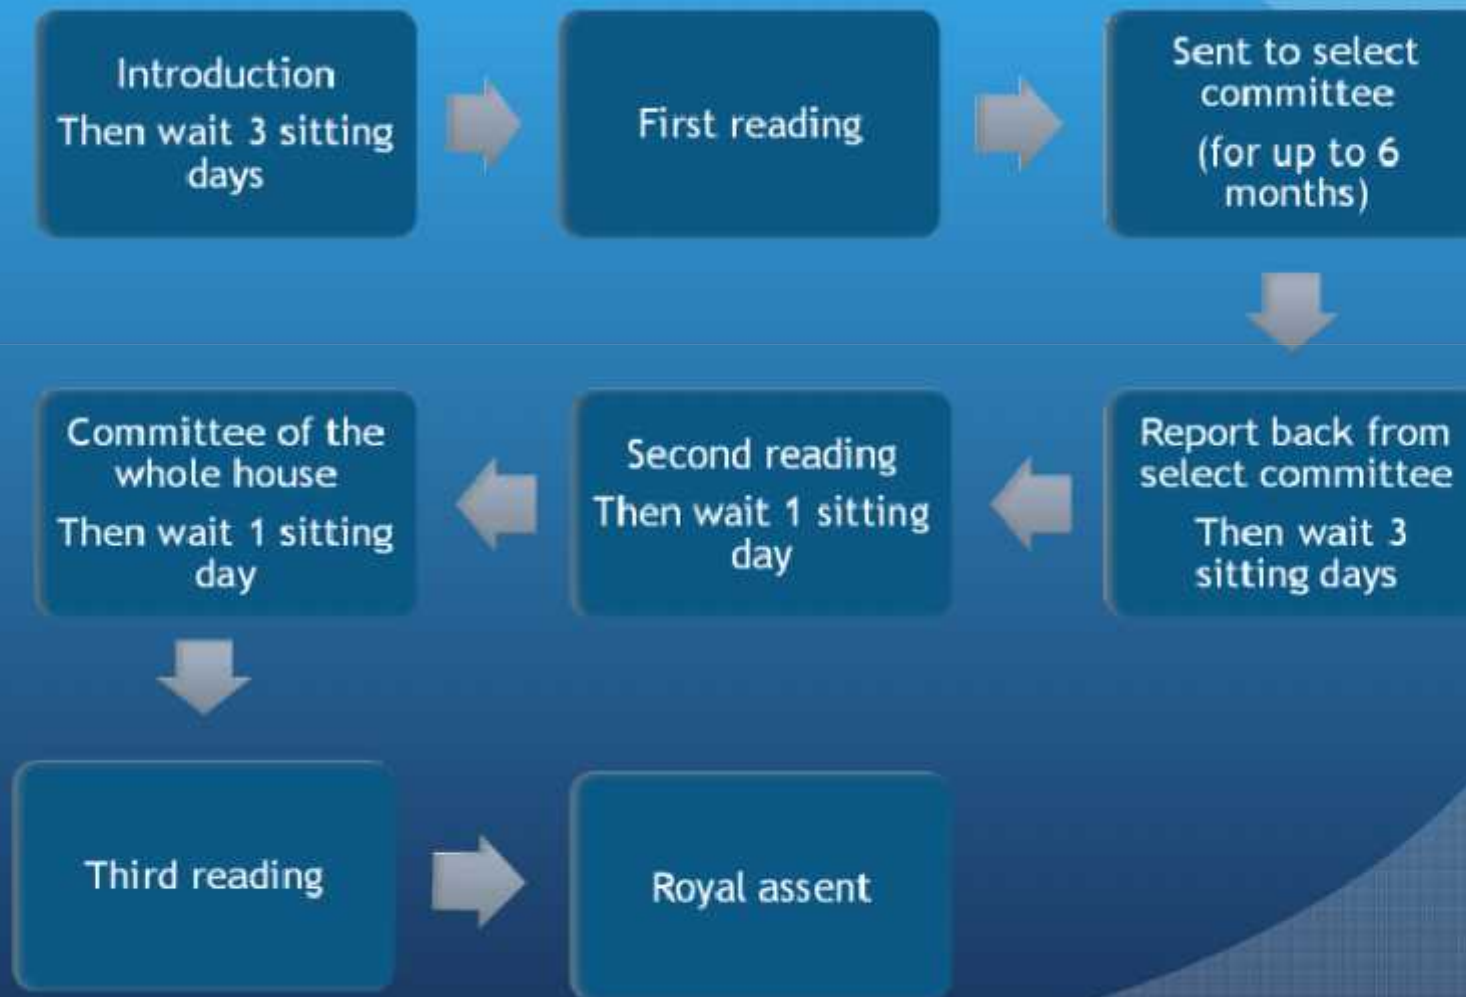 Introduction
Then wait 3 sitting
days
First reading
Sent to select
committee
(for up to 6
months)
Report back from
select committee
Then wait 3
sitting days
Second reading
Then wait 1 sitting
day
Committee of the
whole house
Then wait 1 sitting
day
Third reading
Royal assent